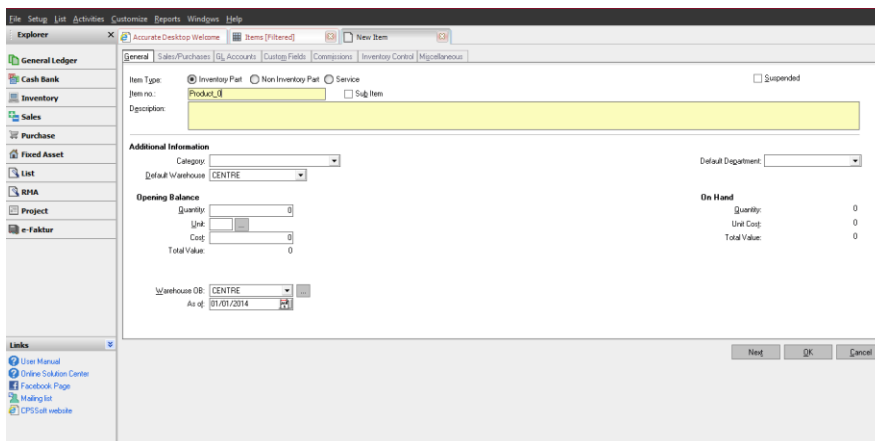 File Setup List Activities Customize Reports Windows Help
Explorer
Accurate Desktop Welcome Items [Filtered] New Item
General Ledger
Cash Bank
Inventory
Sales
Purchase
Fixed Asset
List
RMA
Project
e-Faktur
General Sales/Purchases GL Accounts Custom Fields Commissions Inventory Control Miscellaneous
Item Type: Inventory Part Non Inventory Part Service Suspended
Item no.: Product_0 Sub Item
Description:
Additional Information
Category: Default Department:
Default Warehouse CENTRE
Opening Balance On Hand
Quantity: 0 Quantity: 0
Unit: ... Unit Cost: 0
Cost: 0 Total Value: 0
Total Value: 0
Warehouse OB: CENTRE ...
As of: 01/01/2014
Next OK Cancel
Links
User Manual
Online Solution Center
Facebook Page
Mailing list
CPSSoft website